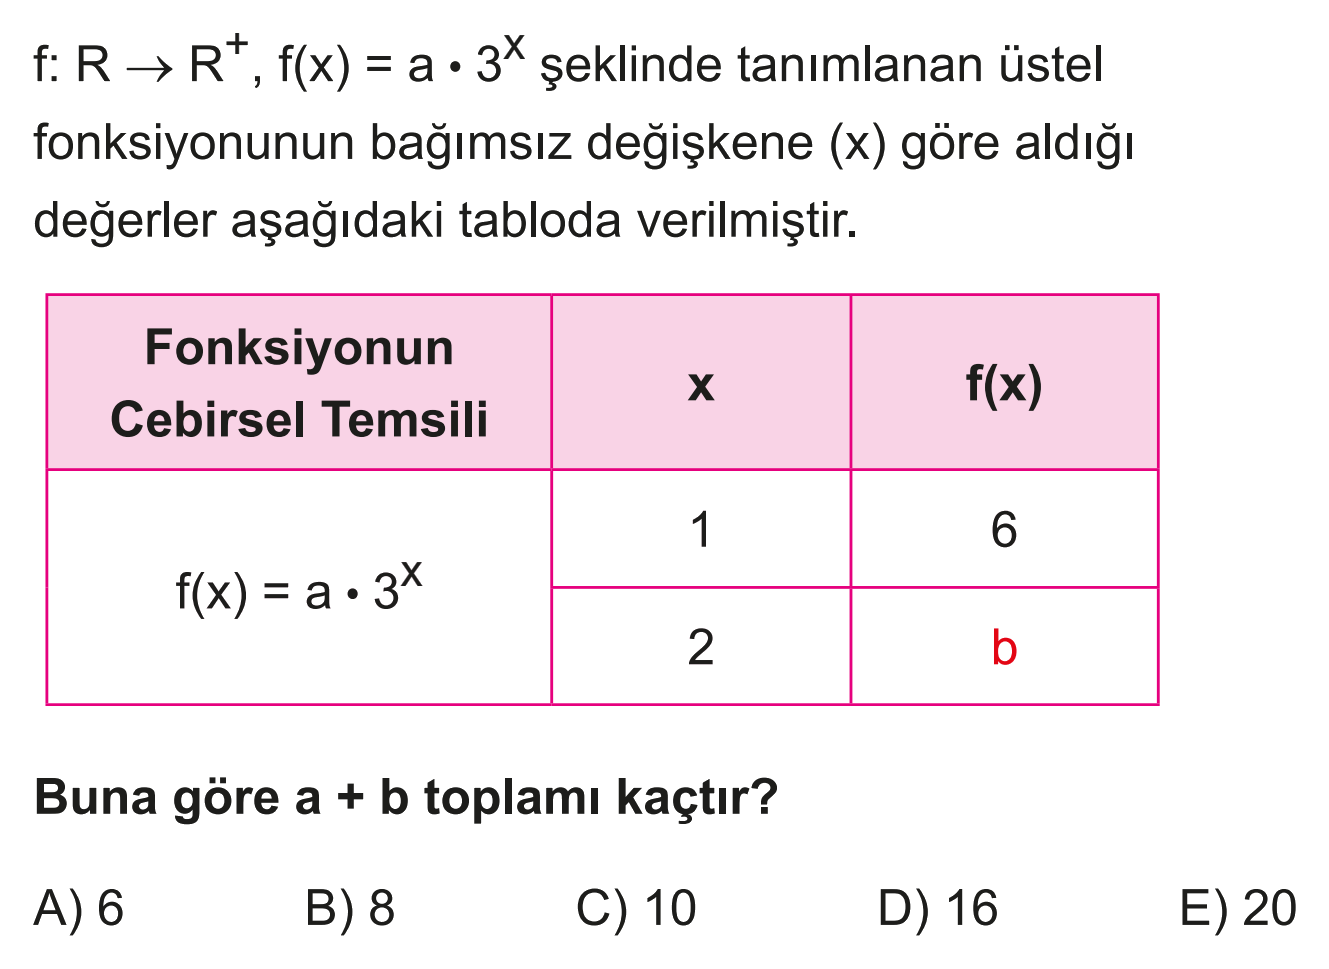 f: R → R⁺, f(x) = a • 3ˣ şeklinde tanımlanan üstel
fonksiyonunun bağımsız değişkene (x) göre aldığı
değerler aşağıdaki tabloda verilmiştir.
Fonksiyonun
Cebirsel Temsili
x
f(x)
f(x) = a • 3ˣ
1
6
2
b
Buna göre a + b toplamı kaçtır?
A) 6 B) 8 C) 10 D) 16 E) 20